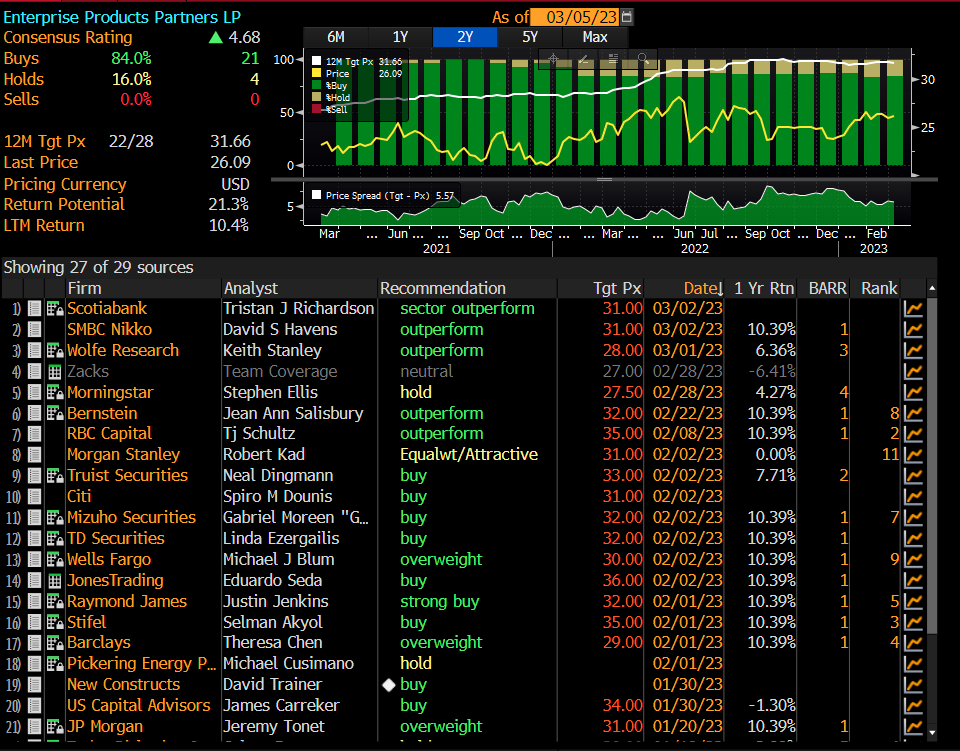 Enterprise Products Partners LP As of 03/05/23
Consensus Rating ▲ 4.68
6M 1Y 2Y 5Y Max
Buys 84.0% 21
Holds 16.0% 4
Sells 0.0% 0
12M Tgt Px 22/28 31.66
Last Price 26.09
Pricing Currency USD
Return Potential 21.3%
LTM Return 10.4%
12M Tgt Px 31.66
Price 26.09
%Buy
%Hold
%Sell
100
50
0
30
25
Price Spread (Tgt - Px) 5.57
5
Mar ... Jun ... Sep Oct ... Dec ... ... Mar ... ... Jun Jul ... Sep Oct ... Dec ... Feb
2021 2022 2023
Showing 27 of 29 sources
Firm Analyst Recommendation Tgt Px Date↓ 1 Yr Rtn BARR Rank
1) Scotiabank Tristan J Richardson sector outperform 31.00 03/02/23
2) SMBC Nikko David S Havens outperform 31.00 03/02/23 10.39% 1
3) Wolfe Research Keith Stanley outperform 28.00 03/01/23 6.36% 3
4) Zacks Team Coverage neutral 27.00 02/28/23 -6.41%
5) Morningstar Stephen Ellis hold 27.50 02/28/23 4.27% 4
6) Bernstein Jean Ann Salisbury outperform 32.00 02/22/23 10.39% 1 8
7) RBC Capital Tj Schultz outperform 35.00 02/08/23 10.39% 1 2
8) Morgan Stanley Robert Kad Equalwt/Attractive 31.00 02/02/23 0.00% 11
9) Truist Securities Neal Dingmann buy 33.00 02/02/23 7.71% 2
10) Citi Spiro M Dounis buy 31.00 02/02/23
11) Mizuho Securities Gabriel Moreen "G... buy 32.00 02/02/23 10.39% 1 7
12) TD Securities Linda Ezergailis buy 32.00 02/02/23 10.39% 1
13) Wells Fargo Michael J Blum overweight 30.00 02/02/23 10.39% 1 9
14) JonesTrading Eduardo Seda buy 36.00 02/02/23 10.39% 1
15) Raymond James Justin Jenkins strong buy 32.00 02/01/23 10.39% 1 5
16) Stifel Selman Akyol buy 35.00 02/01/23 10.39% 1 3
17) Barclays Theresa Chen overweight 29.00 02/01/23 10.39% 1 4
18) Pickering Energy P... Michael Cusimano hold 02/01/23
19) New Constructs David Trainer buy 01/30/23
20) US Capital Advisors James Carreker buy 34.00 01/30/23 -1.30%
21) JP Morgan Jeremy Tonet overweight 31.00 01/20/23 10.39% 1